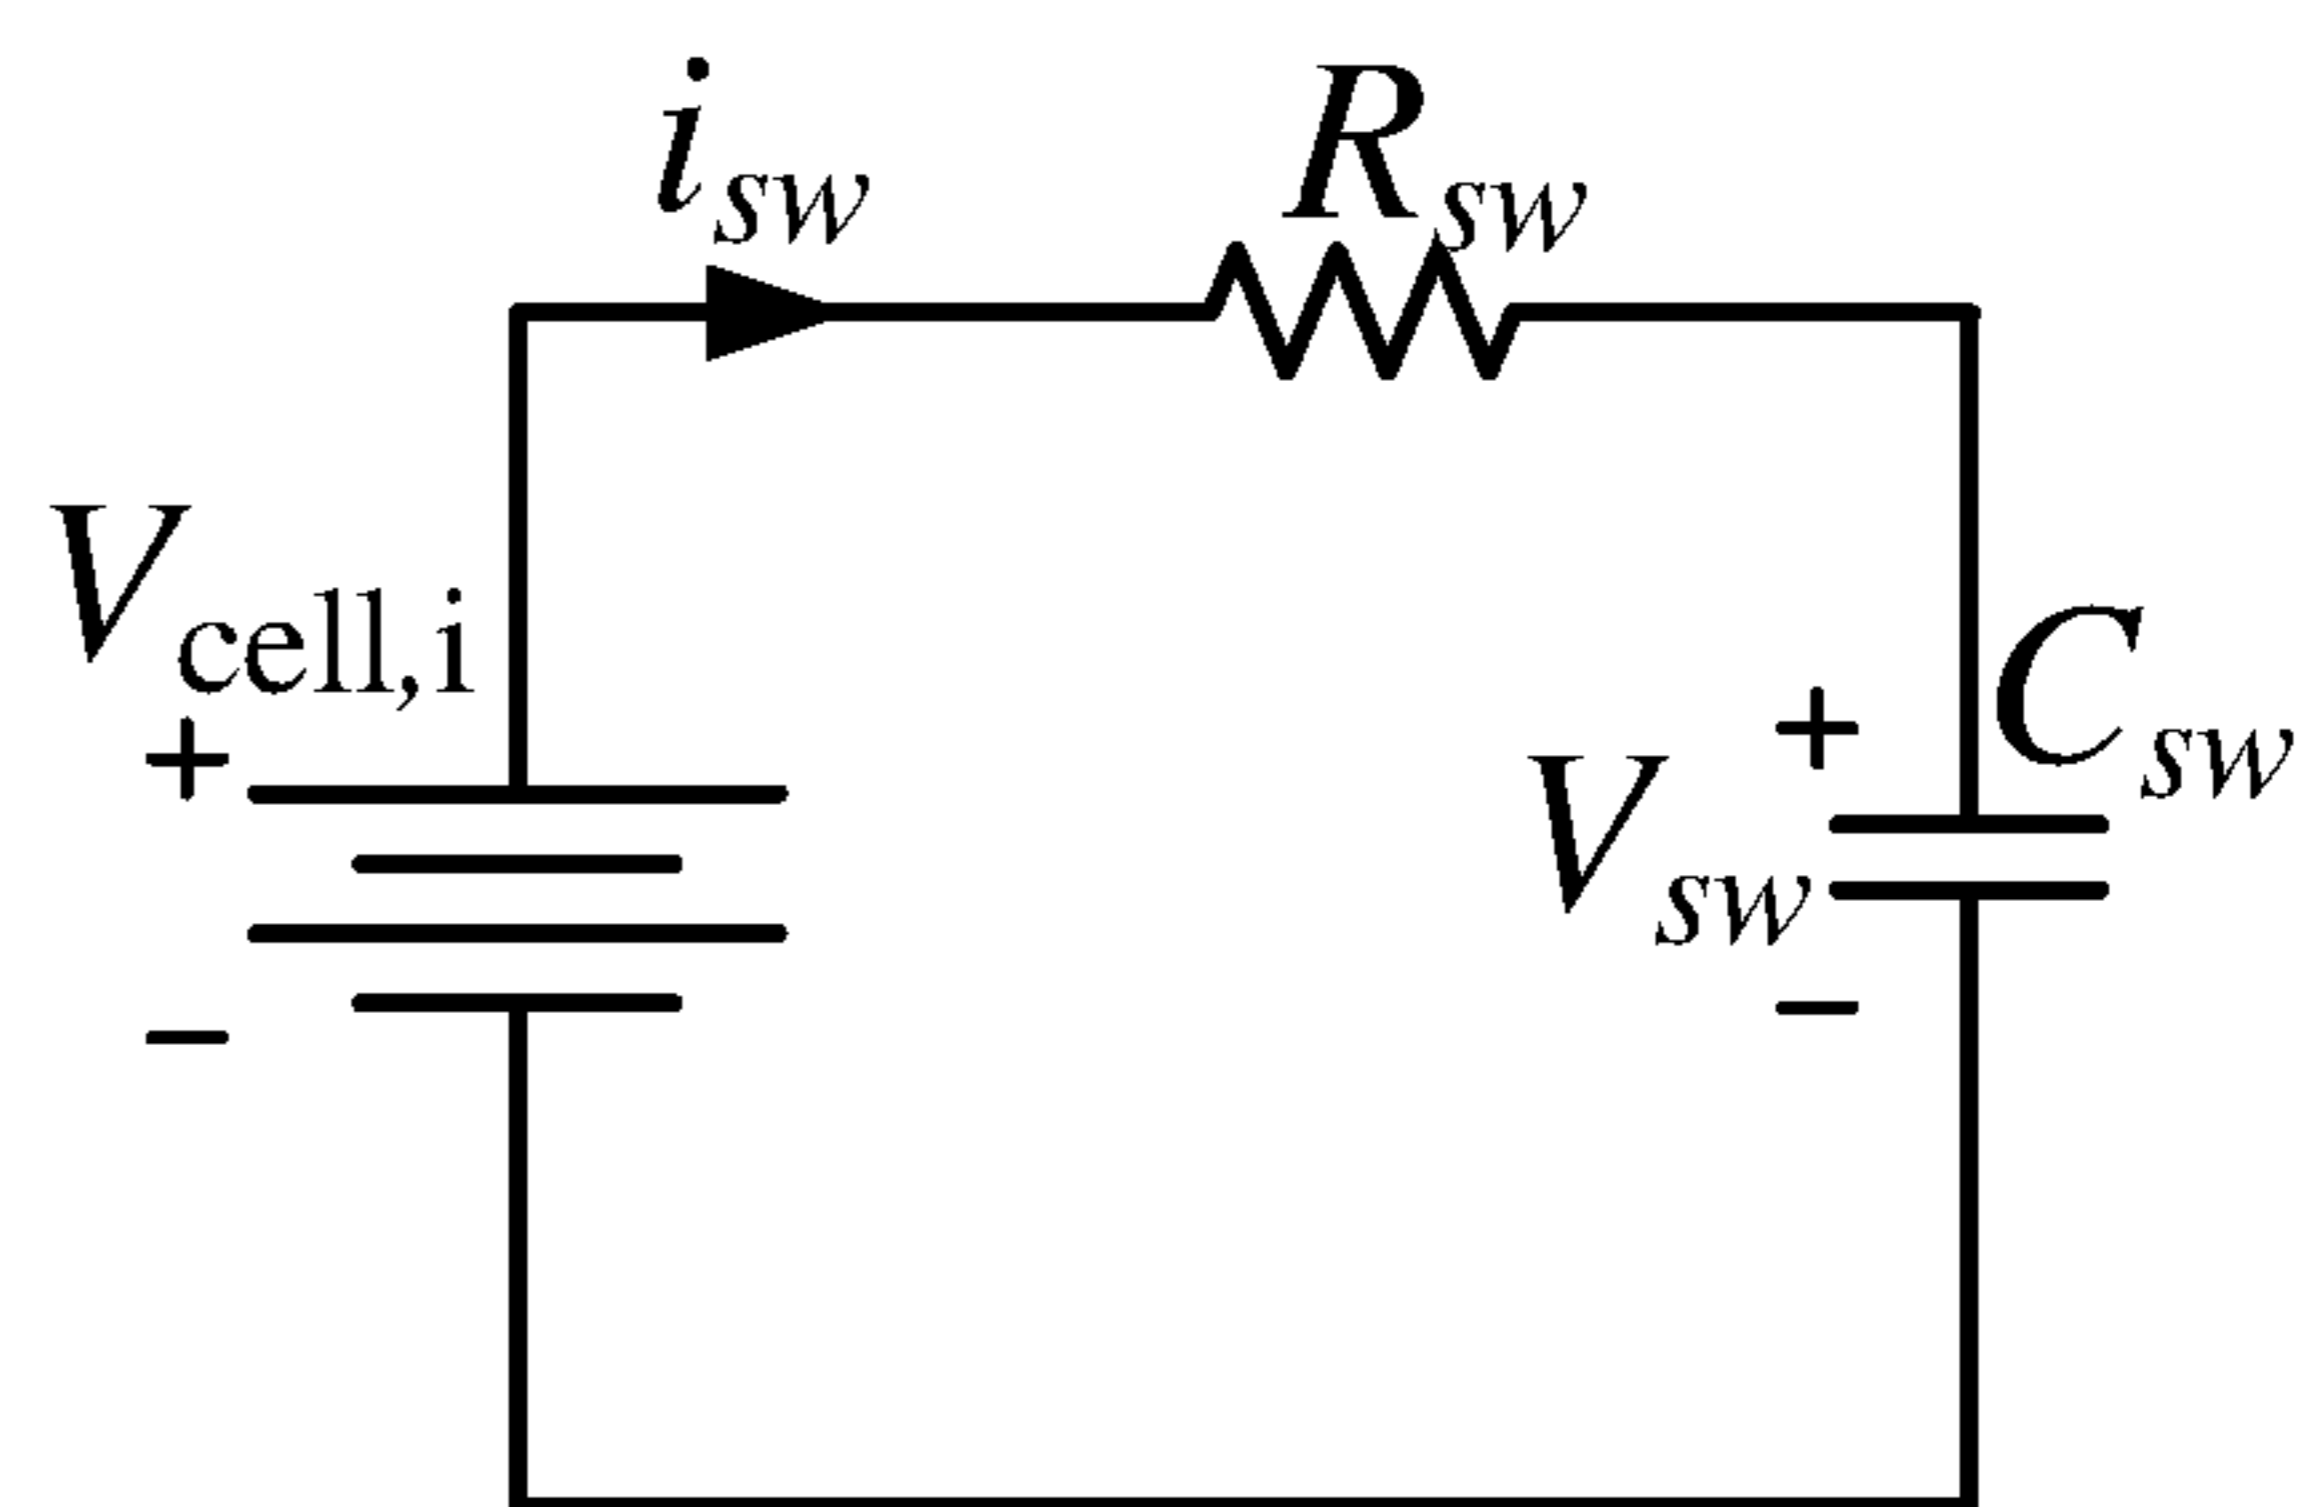 i_sw
R_sw
V_cell,i
+
−
V_sw
+
−
C_sw